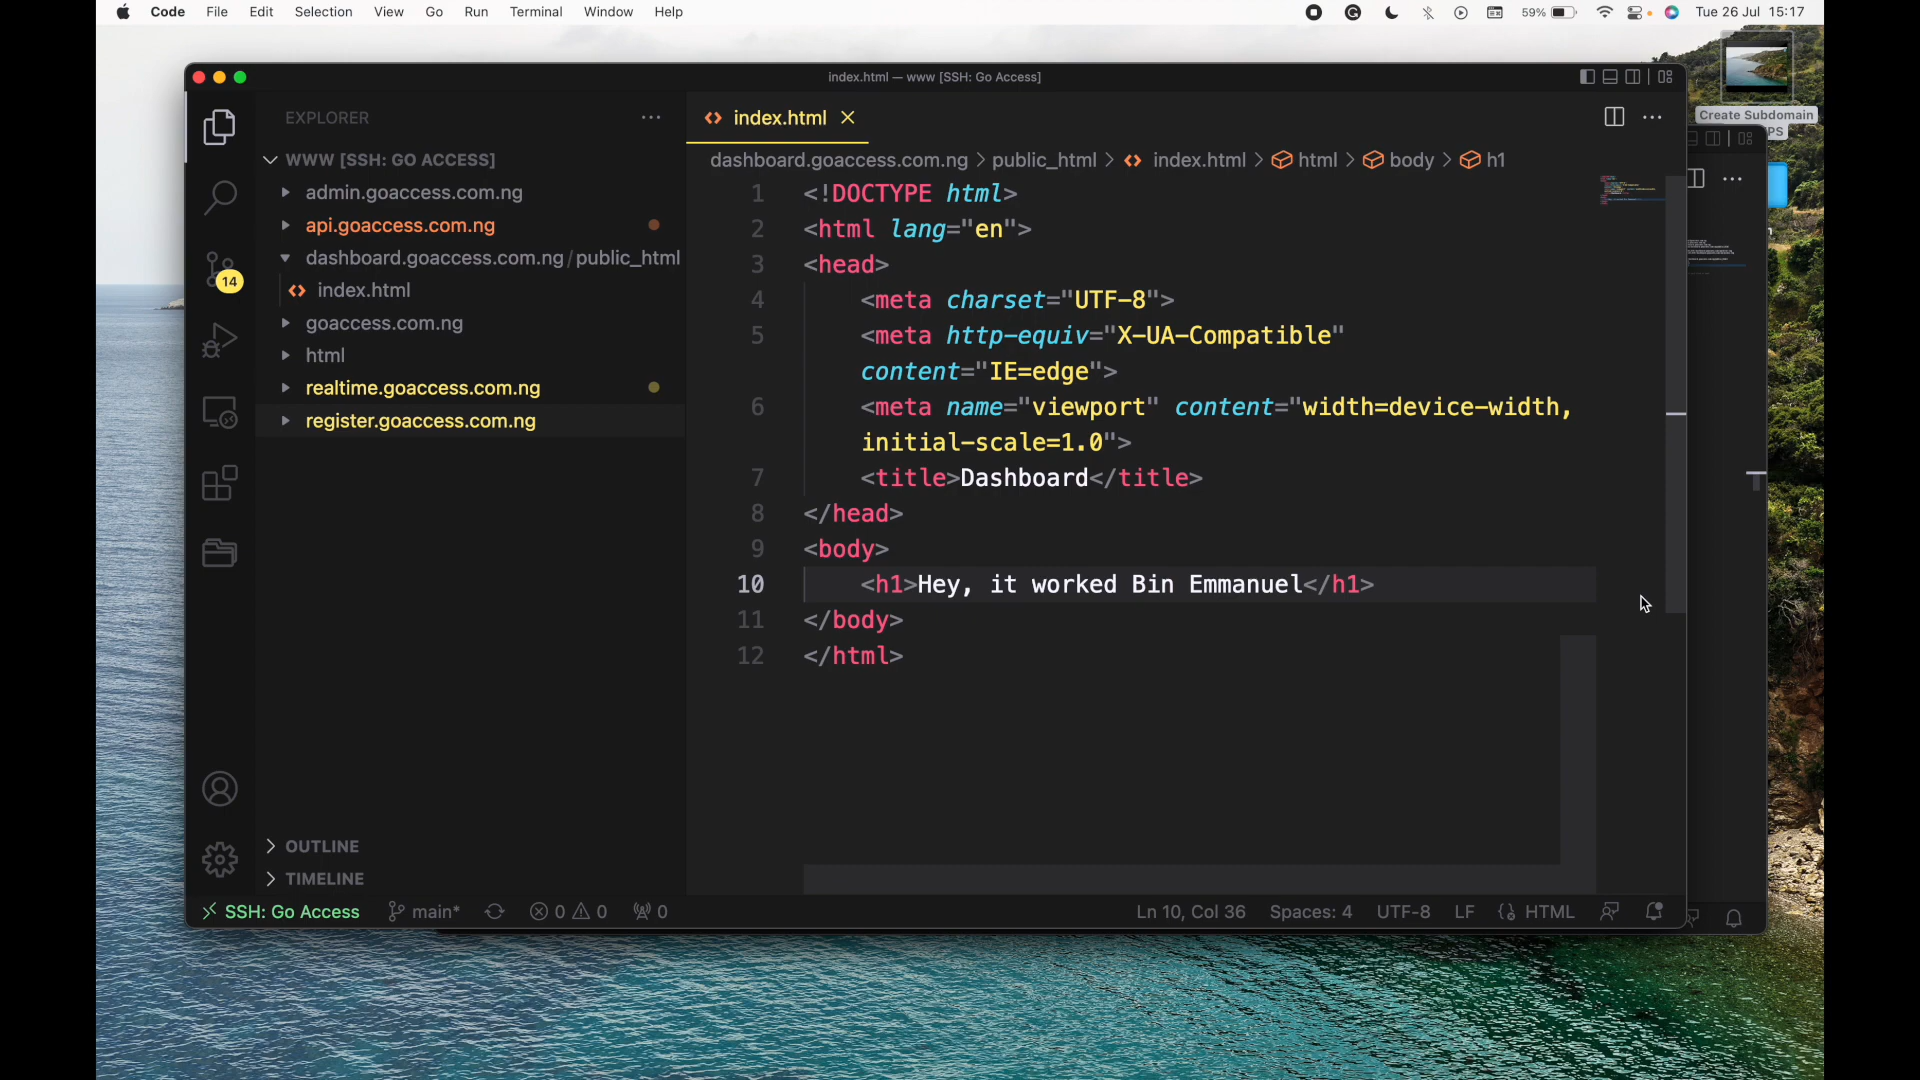 Code File Edit Selection View Go Run Terminal Window Help 59% Tue 26 Jul 15:17
Create Subdomain
PS
index.html — www [SSH: Go Access]
EXPLORER
index.html
WWW [SSH: GO ACCESS]
dashboard.goaccess.com.ng > public_html > index.html > html > body > h1
admin.goaccess.com.ng
api.goaccess.com.ng
dashboard.goaccess.com.ng/public_html
index.html
goaccess.com.ng
html
realtime.goaccess.com.ng
register.goaccess.com.ng
14
1 <!DOCTYPE html>
2 <html lang="en">
3 <head>
4 <meta charset="UTF-8">
5 <meta http-equiv="X-UA-Compatible"
content="IE=edge">
6 <meta name="viewport" content="width=device-width,
initial-scale=1.0">
7 <title>Dashboard</title>
8 </head>
9 <body>
10 <h1>Hey, it worked Bin Emmanuel</h1>
11 </body>
12 </html>
OUTLINE
TIMELINE
SSH: Go Access main* 0 0 0 Ln 10, Col 36 Spaces: 4 UTF-8 LF HTML